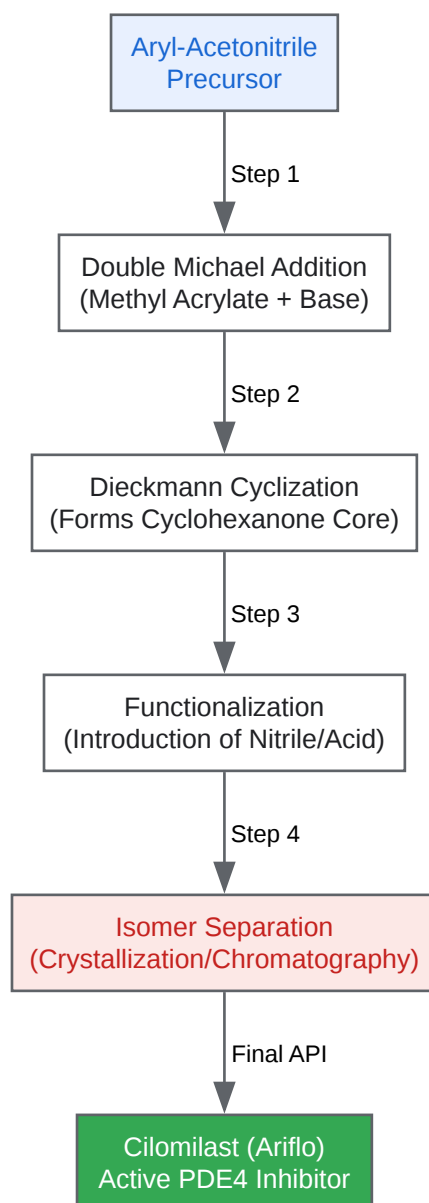 Aryl-Acetonitrile
Precursor
Step 1
Double Michael Addition
(Methyl Acrylate + Base)
Step 2
Dieckmann Cyclization
(Forms Cyclohexanone Core)
Step 3
Functionalization
(Introduction of Nitrile/Acid)
Step 4
Isomer Separation
(Crystallization/Chromatography)
Final API
Cilomilast (Ariflo)
Active PDE4 Inhibitor